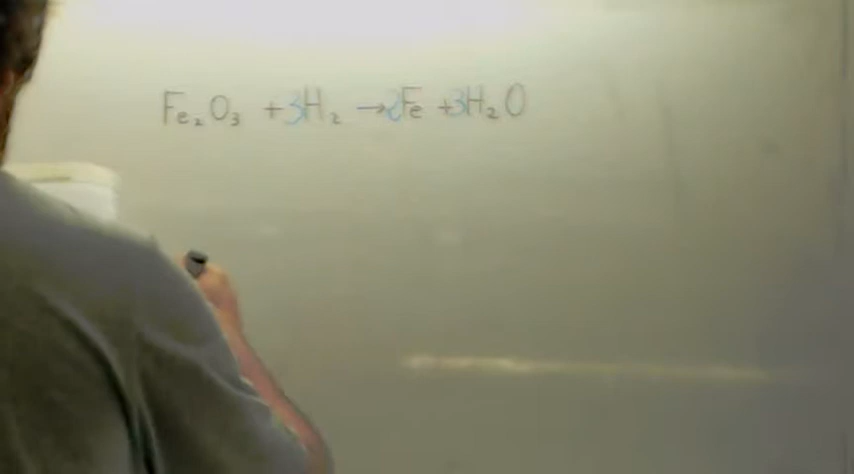 Fe₂O₃ + 3H₂ → 2Fe + 3H₂O